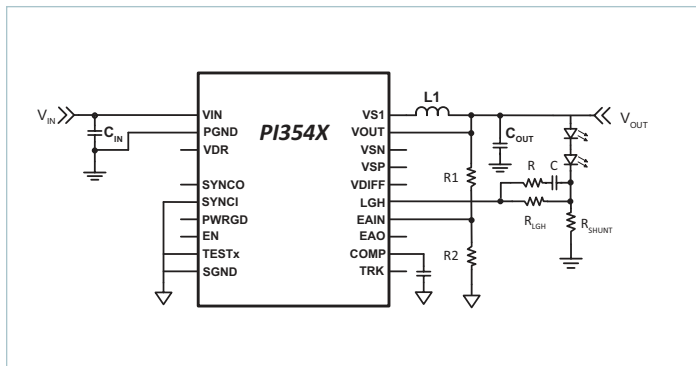 L1
V_IN
C_IN
VIN
PGND
VDR
SYNCO
SYNCI
PWRGD
EN
TESTx
SGND
PI354X
VS1
VOUT
VSN
VSP
VDIFF
LGH
EAIN
EAO
COMP
TRK
R1
R2
C_OUT
V_OUT
R
C
R_LGH
R_SHUNT